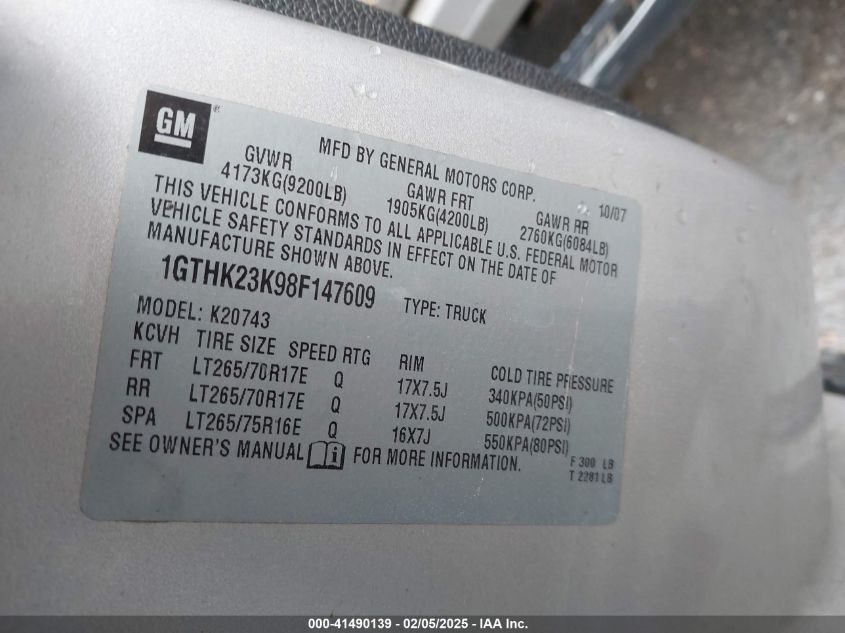 GM®
MFD BY GENERAL MOTORS CORP. 10/07
GVWR GAWR FRT GAWR RR
4173KG(9200LB) 1905KG(4200LB) 2760KG(6084LB)
THIS VEHICLE CONFORMS TO ALL APPLICABLE U.S. FEDERAL MOTOR
VEHICLE SAFETY STANDARDS IN EFFECT ON THE DATE OF
MANUFACTURE SHOWN ABOVE.
1GTHK23K98F147609 TYPE: TRUCK
MODEL: K20743
KCVH TIRE SIZE SPEED RTG RIM COLD TIRE PRESSURE
FRT LT265/70R17E Q 17X7.5J 340KPA(50PSI)
RR LT265/70R17E Q 17X7.5J 500KPA(72PSI)
SPA LT265/75R16E Q 16X7J 550KPA(80PSI)
SEE OWNER'S MANUAL i FOR MORE INFORMATION.
F 300 LB
T 2281 LB
000-41490139 — 02/05/2025 — IAA Inc.